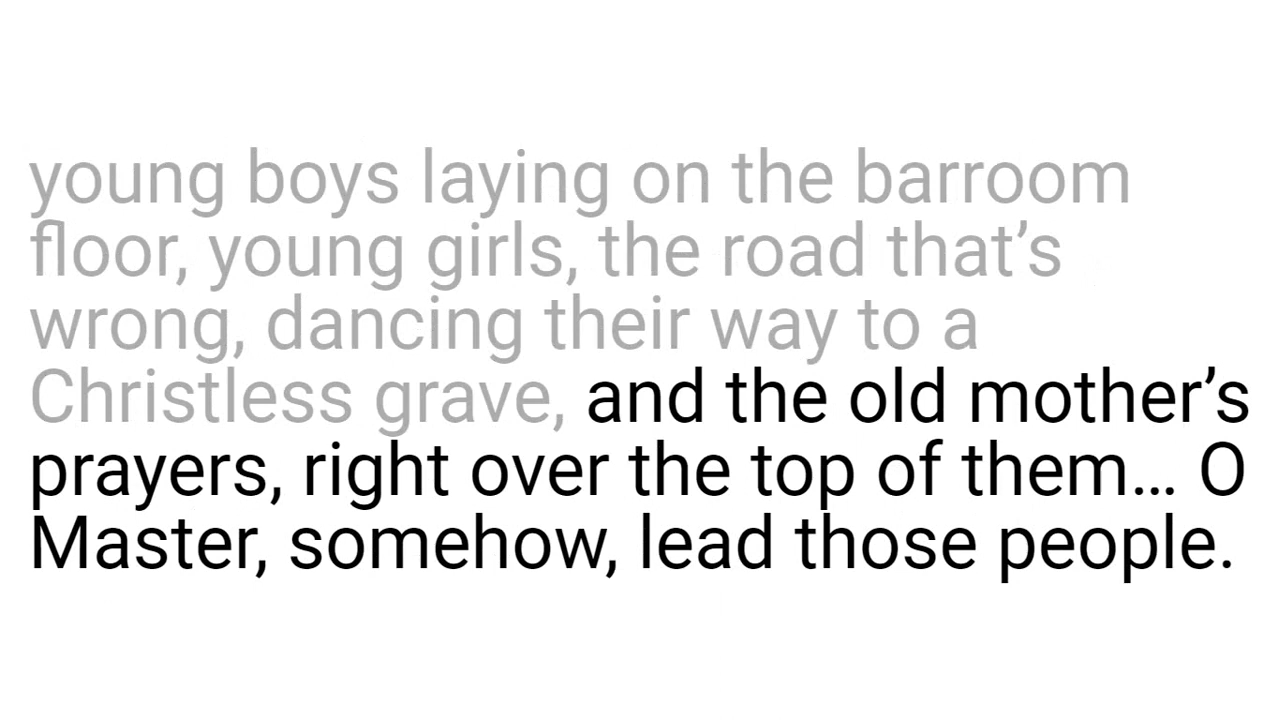 young boys laying on the barroom
floor, young girls, the road that’s
wrong, dancing their way to a
Christless grave, and the old mother’s
prayers, right over the top of them… O
Master, somehow, lead those people.